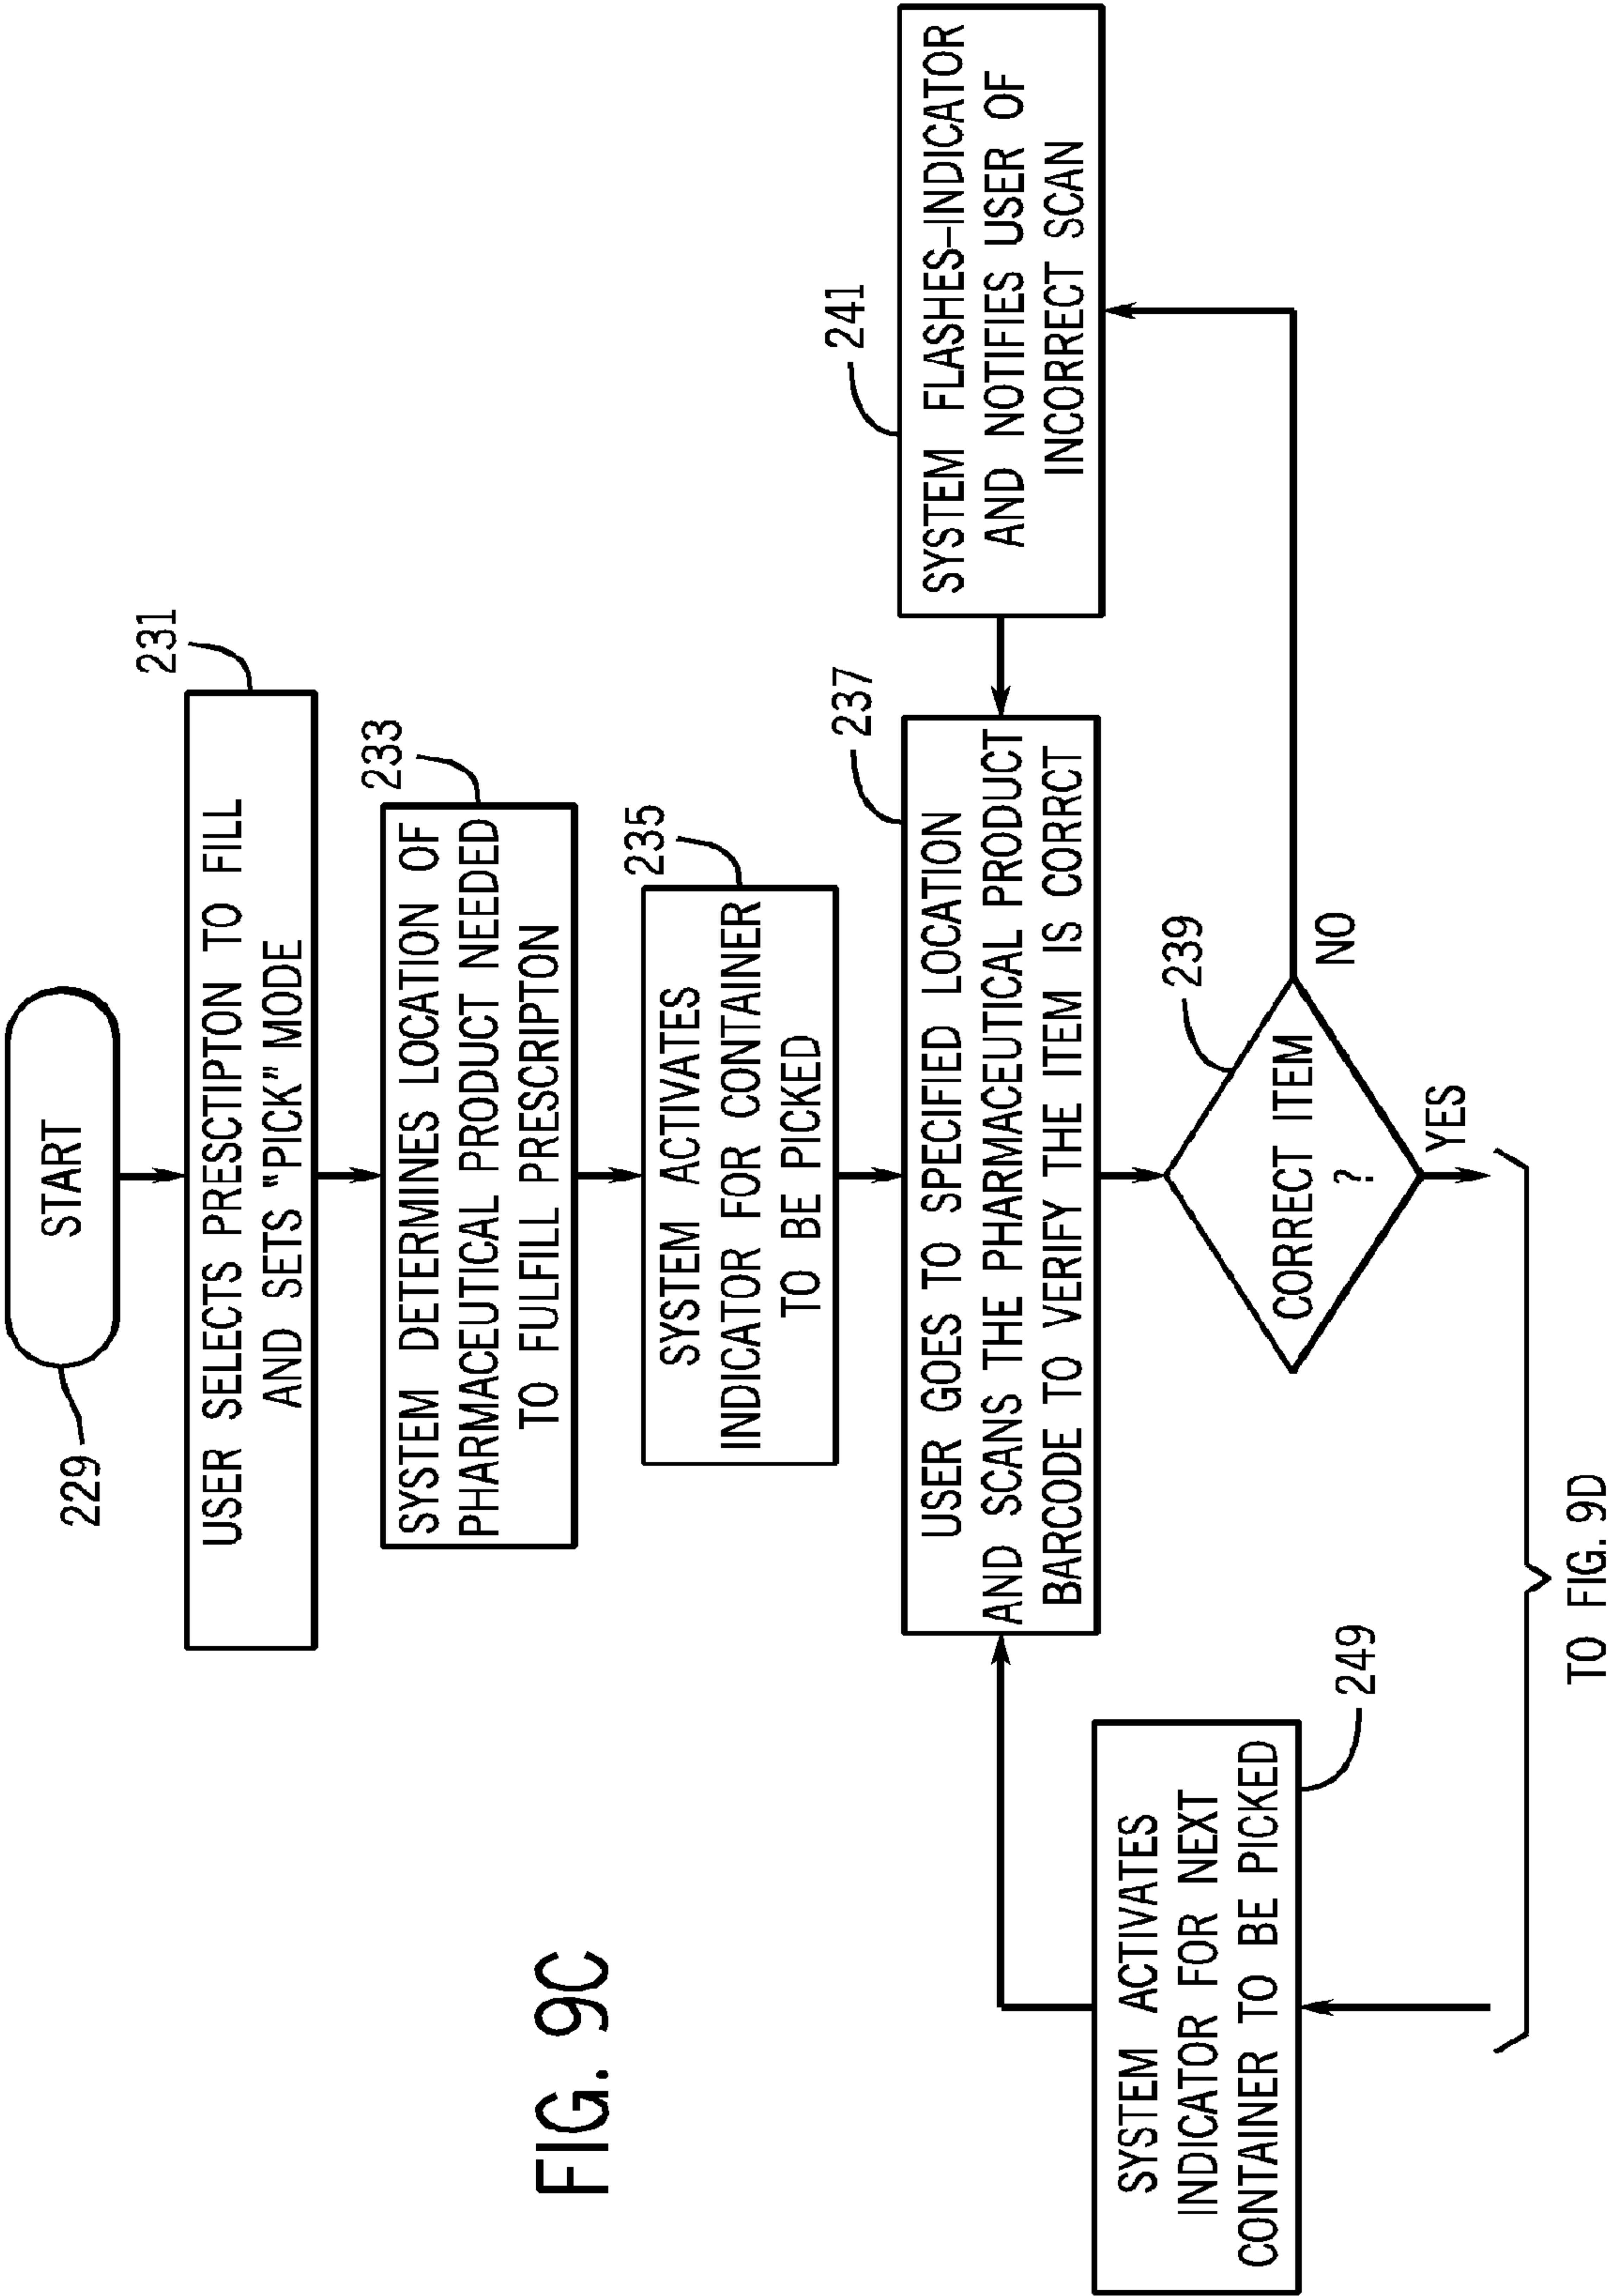 FIG. 9C
START
229
USER SELECTS PRESCTIPTON TO FILL
AND SETS "PICK" MODE
231
SYSTEM DETERMINES LOCATION OF
PHARMACEUTICAL PRODUCT NEEDED
TO FULFILL PRESCRIPTON
233
SYSTEM ACTIVATES
INDICATOR FOR CONTAINER
TO BE PICKED
235
USER GOES TO SPECIFIED LOCATION
AND SCANS THE PHARMACEUTICAL PRODUCT
BARCODE TO VERIFY THE ITEM IS CORRCT
237
SYSTEM FLASHES-INDICATOR
AND NOTIFIES USER OF
INCORRECT SCAN
241
CORRECT ITEM
?
239
NO
YES
SYSTEM ACTIVATES
INDICATOR FOR NEXT
CONTAINER TO BE PICKED
249
TO FIG. 9D